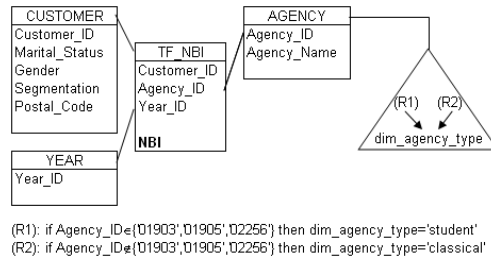 CUSTOMER
Customer_ID
Marital_Status
Gender
Segmentation
Postal_Code
YEAR
Year_ID
TF_NBI
Customer_ID
Agency_ID
Year_ID
NBI
AGENCY
Agency_ID
Agency_Name
(R1) (R2)
dim_agency_type
(R1): if Agency_ID∈{'01903','01905','02256'} then dim_agency_type='student'
(R2): if Agency_ID∉{'01903','01905','02256'} then dim_agency_type='classical'